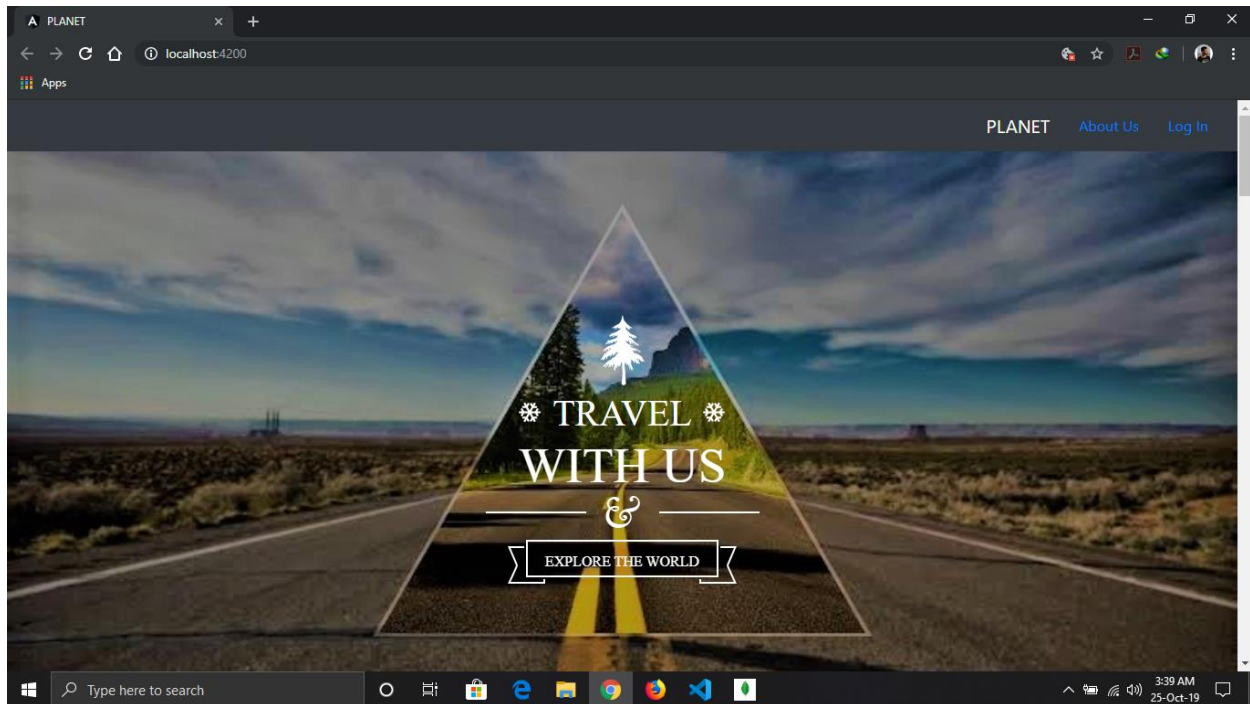 PLANET
localhost:4200
Apps
PLANET About Us Log In
TRAVEL
WITH US
&
EXPLORE THE WORLD
Type here to search
3:39 AM
25-Oct-19